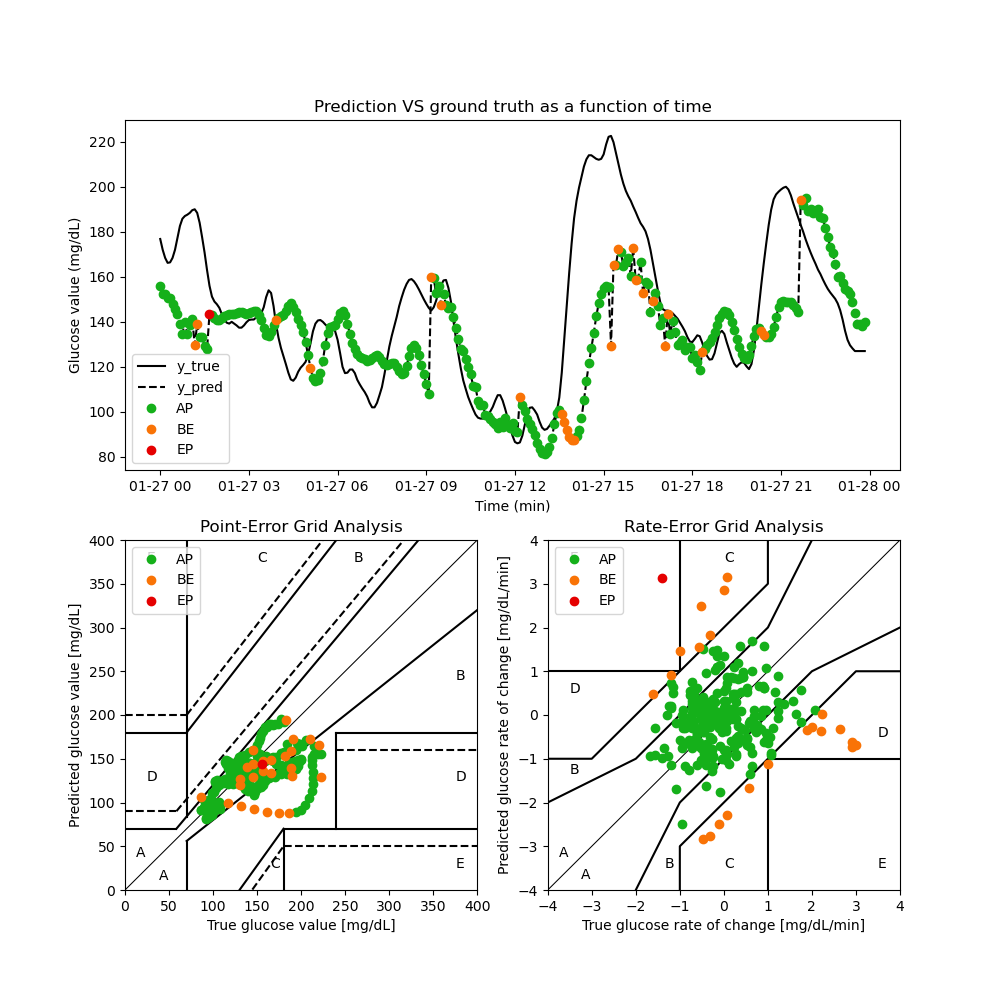 Prediction VS ground truth as a function of time
Glucose value (mg/dL)
220
200
180
160
140
120
100
80
y_true
y_pred
AP
BE
EP
01-27 00 01-27 03 01-27 06 01-27 09 01-27 12 01-27 15 01-27 18 01-27 21 01-28 00
Time (min)
Point-Error Grid Analysis
Predicted glucose value [mg/dL]
400
350
300
250
200
150
100
50
0
AP
BE
EP
C B
B
D D
A
A C E
0 50 100 150 200 250 300 350 400
True glucose value [mg/dL]
Rate-Error Grid Analysis
Predicted glucose rate of change [mg/dL/min]
4
3
2
1
0
−1
−2
−3
−4
AP
BE
EP
C
D
D
B
A
A B C E
−4 −3 −2 −1 0 1 2 3 4
True glucose rate of change [mg/dL/min]